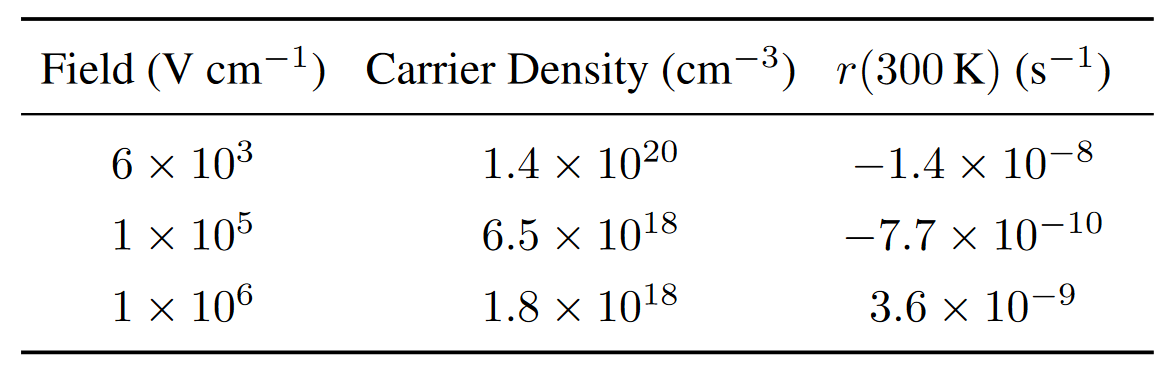 Field (V cm⁻¹) Carrier Density (cm⁻³) r(300 K) (s⁻¹)
6 × 10³ 1.4 × 10²⁰ −1.4 × 10⁻⁸
1 × 10⁵ 6.5 × 10¹⁸ −7.7 × 10⁻¹⁰
1 × 10⁶ 1.8 × 10¹⁸ 3.6 × 10⁻⁹